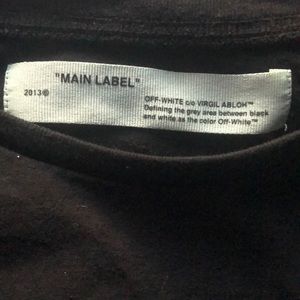 "MAIN LABEL"
2013®
OFF-WHITE c/o VIRGIL ABLOH™
Defining the grey area between black
and white as the color Off-White™